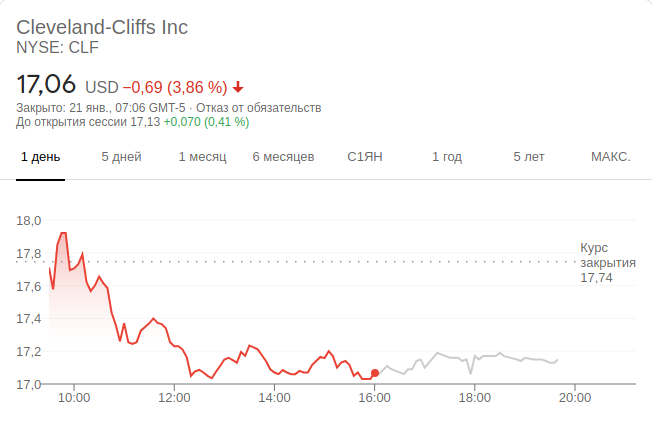 Cleveland-Cliffs Inc
NYSE: CLF
17,06 USD −0,69 (3,86 %)
Закрыто: 21 янв., 07:06 GMT-5 · Отказ от обязательств
До открытия сессии 17,13 +0,070 (0,41 %)
1 день 5 дней 1 месяц 6 месяцев С1ЯН 1 год 5 лет МАКС.
18,0
17,8
17,6
17,4
17,2
17,0
Курс
закрытия
17,74
10:00 12:00 14:00 16:00 18:00 20:00